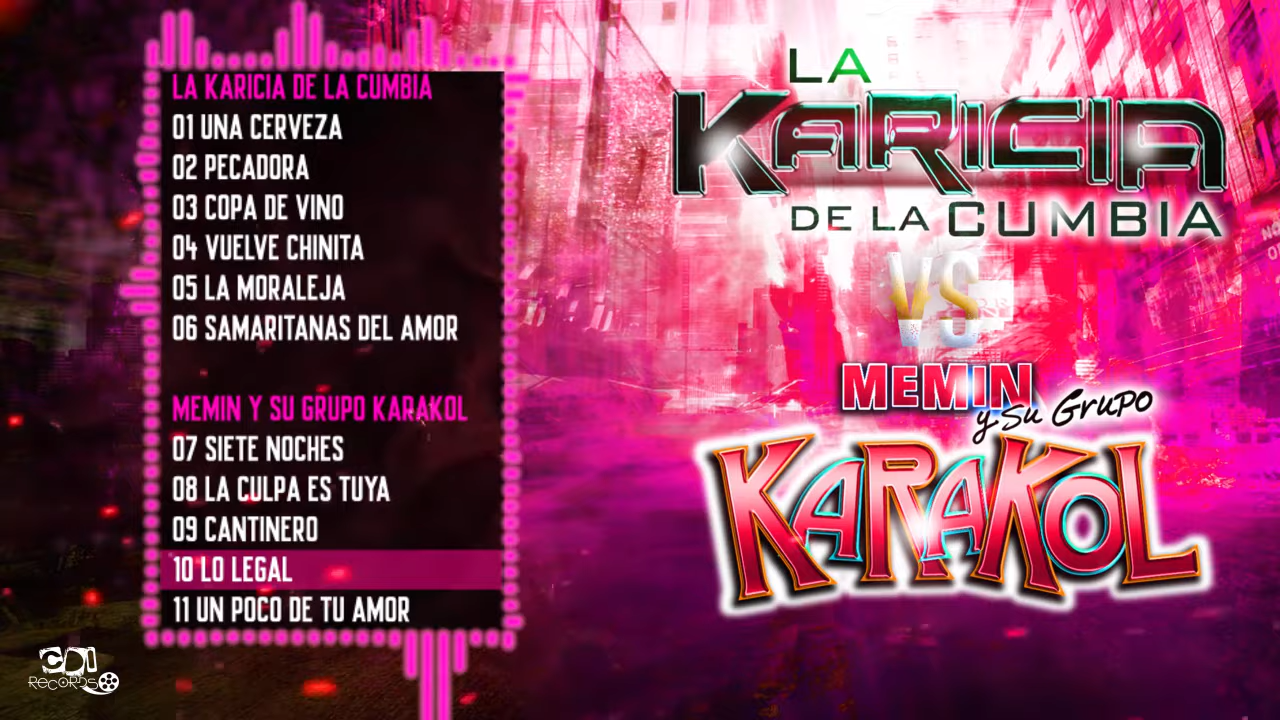 LA KARICIA DE LA CUMBIA
01 UNA CERVEZA
02 PECADORA
03 COPA DE VINO
04 VUELVE CHINITA
05 LA MORALEJA
06 SAMARITANAS DEL AMOR
MEMIN Y SU GRUPO KARAKOL
07 SIETE NOCHES
08 LA CULPA ES TUYA
09 CANTINERO
10 LO LEGAL
11 UN POCO DE TU AMOR
CDI
RECORDS
LA
KARICIA
DE LA CUMBIA
VS
MEMIN
y Su Grupo
KARAKOL